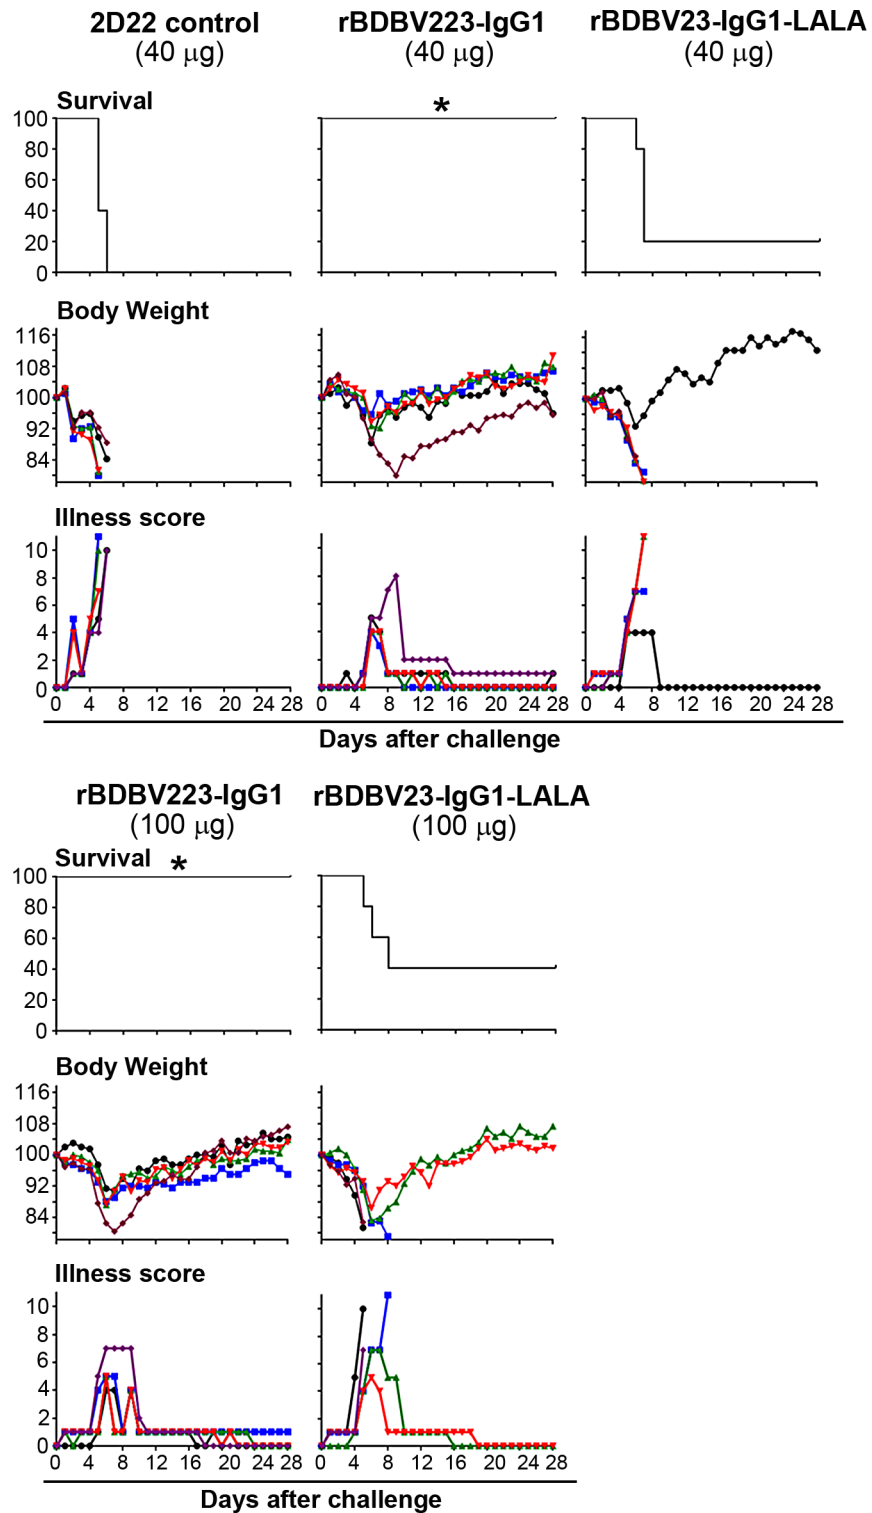 2D22 control rBDBV223-IgG1 rBDBV23-IgG1-LALA
(40 µg) (40 µg) (40 µg)
Survival
*
100
80
60
40
20
0
0 4 8 12 16 20 24 28 0 4 8 12 16 20 24 28 0 4 8 12 16 20 24 28
Body Weight
116
108
100
92
84
Illness score
10
8
6
4
2
0
Days after challenge
rBDBV223-IgG1 rBDBV23-IgG1-LALA
(100 µg) (100 µg)
Survival *
100
80
60
40
20
0
Body Weight
116
108
100
92
84
Illness score
10
8
6
4
2
0
0 4 8 12 16 20 24 28 0 4 8 12 16 20 24 28
Days after challenge